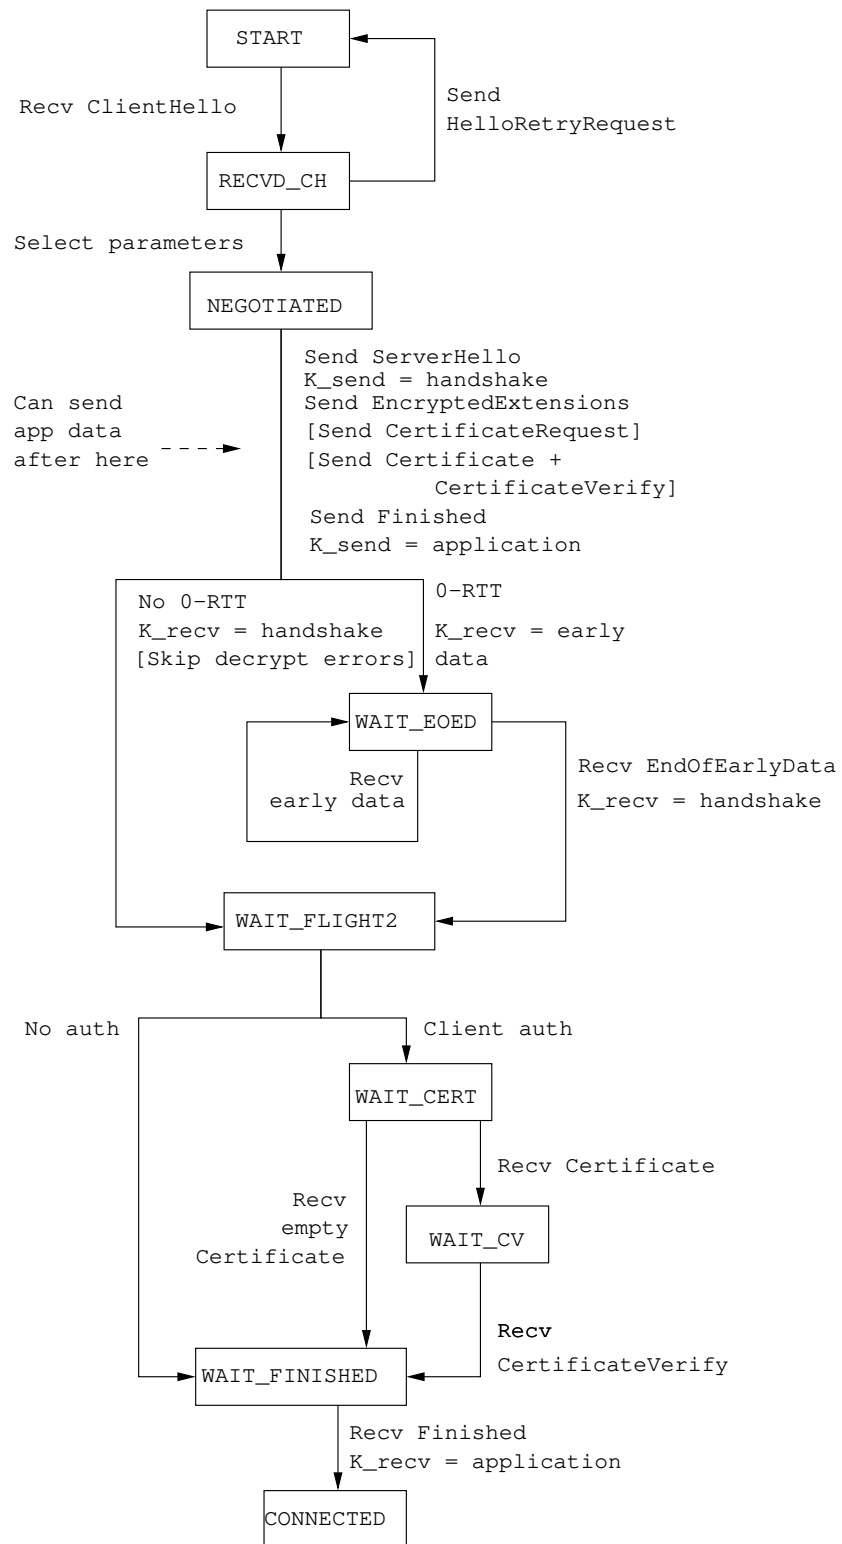 START
Recv ClientHello
Send
HelloRetryRequest
RECVD_CH
Select parameters
NEGOTIATED
Send ServerHello
K_send = handshake
Can send
app data
after here
Send EncryptedExtensions
[Send CertificateRequest]
[Send Certificate +
CertificateVerify]
Send Finished
K_send = application
No 0-RTT
K_recv = handshake
[Skip decrypt errors]
0-RTT
K_recv = early
data
WAIT_EOED
Recv
early data
Recv EndOfEarlyData
K_recv = handshake
WAIT_FLIGHT2
No auth
Client auth
WAIT_CERT
Recv Certificate
Recv
empty
Certificate
WAIT_CV
Recv
CertificateVerify
WAIT_FINISHED
Recv Finished
K_recv = application
CONNECTED